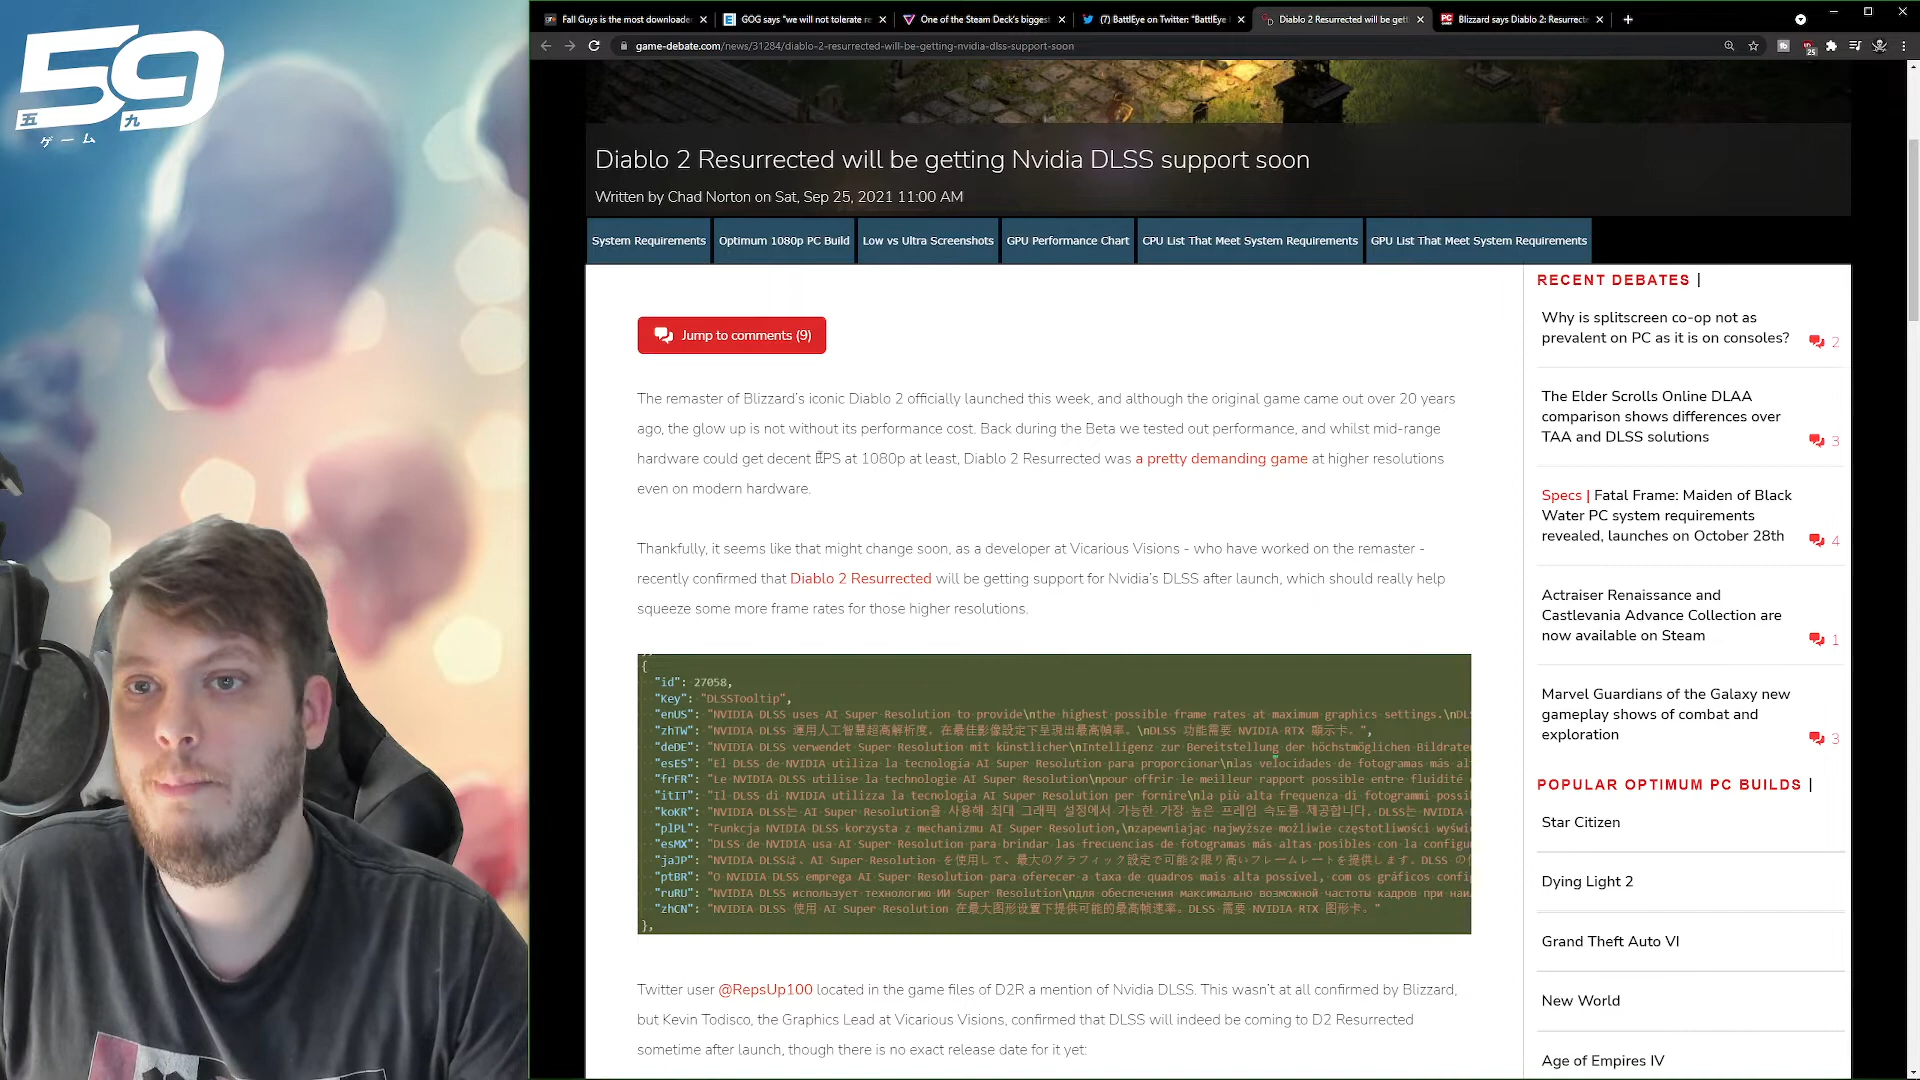 59
五
九
ゲーム
Fall Guys is the most downloade
GOG says "we will not tolerate re
One of the Steam Deck's biggest
(7) BattlEye on Twitter: "BattlEye
Diablo 2 Resurrected will be gett
Blizzard says Diablo 2: Resurrect
game-debate.com/news/31284/diablo-2-resurrected-will-be-getting-nvidia-dlss-support-soon
25
Diablo 2 Resurrected will be getting Nvidia DLSS support soon
Written by Chad Norton on Sat, Sep 25, 2021 11:00 AM
System Requirements
Optimum 1080p PC Build
Low vs Ultra Screenshots
GPU Performance Chart
CPU List That Meet System Requirements
GPU List That Meet System Requirements
Jump to comments (9)
The remaster of Blizzard's iconic Diablo 2 officially launched this week, and although the original game came out over 20 years
ago, the glow up is not without its performance cost. Back during the Beta we tested out performance, and whilst mid-range
hardware could get decent FPS at 1080p at least, Diablo 2 Resurrected was a pretty demanding game at higher resolutions
even on modern hardware.
Thankfully, it seems like that might change soon, as a developer at Vicarious Visions - who have worked on the remaster -
recently confirmed that Diablo 2 Resurrected will be getting support for Nvidia's DLSS after launch, which should really help
squeeze some more frame rates for those higher resolutions.
{
"id": 27058,
"Key": "DLSSTooltip",
"enUS": "NVIDIA DLSS uses AI Super Resolution to provide\nthe highest possible frame rates at maximum graphics settings.\nDLS
"zhTW": "NVIDIA DLSS 運用人工智慧超高解析度，在最佳影像設定下呈現出最高幀率。\nDLSS 功能需要 NVIDIA RTX 顯示卡。",
"deDE": "NVIDIA DLSS verwendet Super Resolution mit künstlicher\nIntelligenz zur Bereitstellung der höchstmöglichen Bildraten
"esES": "El DLSS de NVIDIA utiliza la tecnología AI Super Resolution para proporcionar\nlas velocidades de fotogramas más al
"frFR": "Le NVIDIA DLSS utilise la technologie AI Super Resolution\npour offrir le meilleur rapport possible entre fluidité
"itIT": "Il DLSS di NVIDIA utilizza la tecnologia AI Super Resolution per fornire\nla più alta frequenza di fotogrammi possi
"koKR": "NVIDIA DLSS는 AI Super Resolution을 사용해 최대 그래픽 설정에서 가능한 가장 높은 프레임 속도를 제공합니다. DLSS는 N
"plPL": "Funkcja NVIDIA DLSS korzysta z mechanizmu AI Super Resolution,\nzapewniając najwyższe możliwie częstotliwości wyświe
"esMX": "DLSS de NVIDIA usa AI Super Resolution para brindar las frecuencias de fotogramas más altas posibles con la configu
"jaJP": "NVIDIA DLSSは、AI Super Resolution を使用して、最大のグラフィック設定で可能な限り高いフレームレートを提供します。DLSS の
"ptBR": "O NVIDIA DLSS emprega AI Super Resolution para oferecer a taxa de quadros mais alta possível, com os gráficos config
"ruRU": "NVIDIA DLSS использует технологию ИИ Super Resolution\nдля обеспечения максимально возможной частоты кадров при наи
"zhCN": "NVIDIA DLSS 使用 AI Super Resolution 在最大图形设置下提供可能的最高帧速率。DLSS 需要 NVIDIA RTX 图形卡。"
},
Twitter user @RepsUp100 located in the game files of D2R a mention of Nvidia DLSS. This wasn't at all confirmed by Blizzard,
but Kevin Todisco, the Graphics Lead at Vicarious Visions, confirmed that DLSS will indeed be coming to D2 Resurrected
sometime after launch, though there is no exact release date for it yet:
RECENT DEBATES |
Why is splitscreen co-op not as
prevalent on PC as it is on consoles?
2
The Elder Scrolls Online DLAA
comparison shows differences over
TAA and DLSS solutions
3
Specs | Fatal Frame: Maiden of Black
Water PC system requirements
revealed, launches on October 28th
4
Actraiser Renaissance and
Castlevania Advance Collection are
now available on Steam
1
Marvel Guardians of the Galaxy new
gameplay shows of combat and
exploration
3
POPULAR OPTIMUM PC BUILDS |
Star Citizen
Dying Light 2
Grand Theft Auto VI
New World
Age of Empires IV